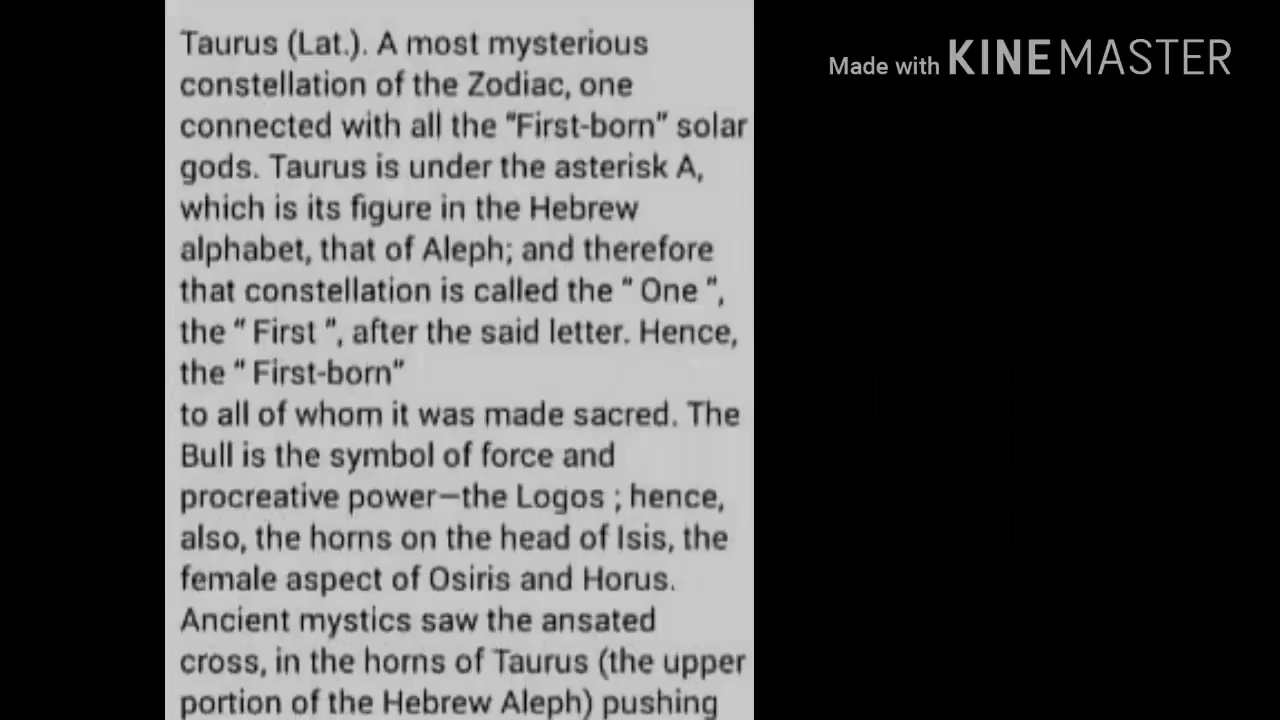 Taurus (Lat.). A most mysterious
constellation of the Zodiac, one
connected with all the “First-born” solar
gods. Taurus is under the asterisk A,
which is its figure in the Hebrew
alphabet, that of Aleph; and therefore
that constellation is called the “ One ”,
the “ First ”, after the said letter. Hence,
the “ First-born”
to all of whom it was made sacred. The
Bull is the symbol of force and
procreative power—the Logos ; hence,
also, the horns on the head of Isis, the
female aspect of Osiris and Horus.
Ancient mystics saw the ansated
cross, in the horns of Taurus (the upper
portion of the Hebrew Aleph) pushing
Made with KINEMASTER